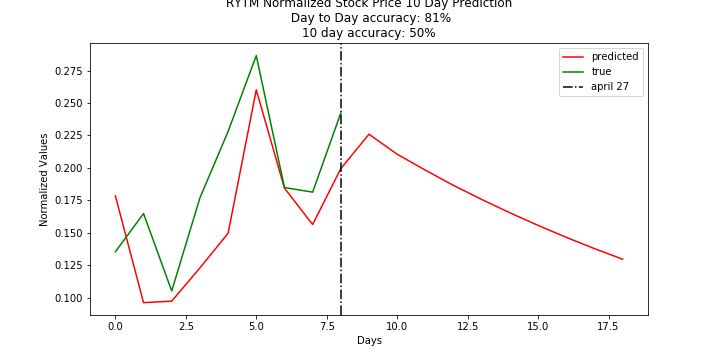 RYTM Normalized Stock Price 10 Day Prediction
Day to Day accuracy: 81%
10 day accuracy: 50%
predicted
true
april 27
Normalized Values
0.275
0.250
0.225
0.200
0.175
0.150
0.125
0.100
0.0
2.5
5.0
7.5
10.0
12.5
15.0
17.5
Days